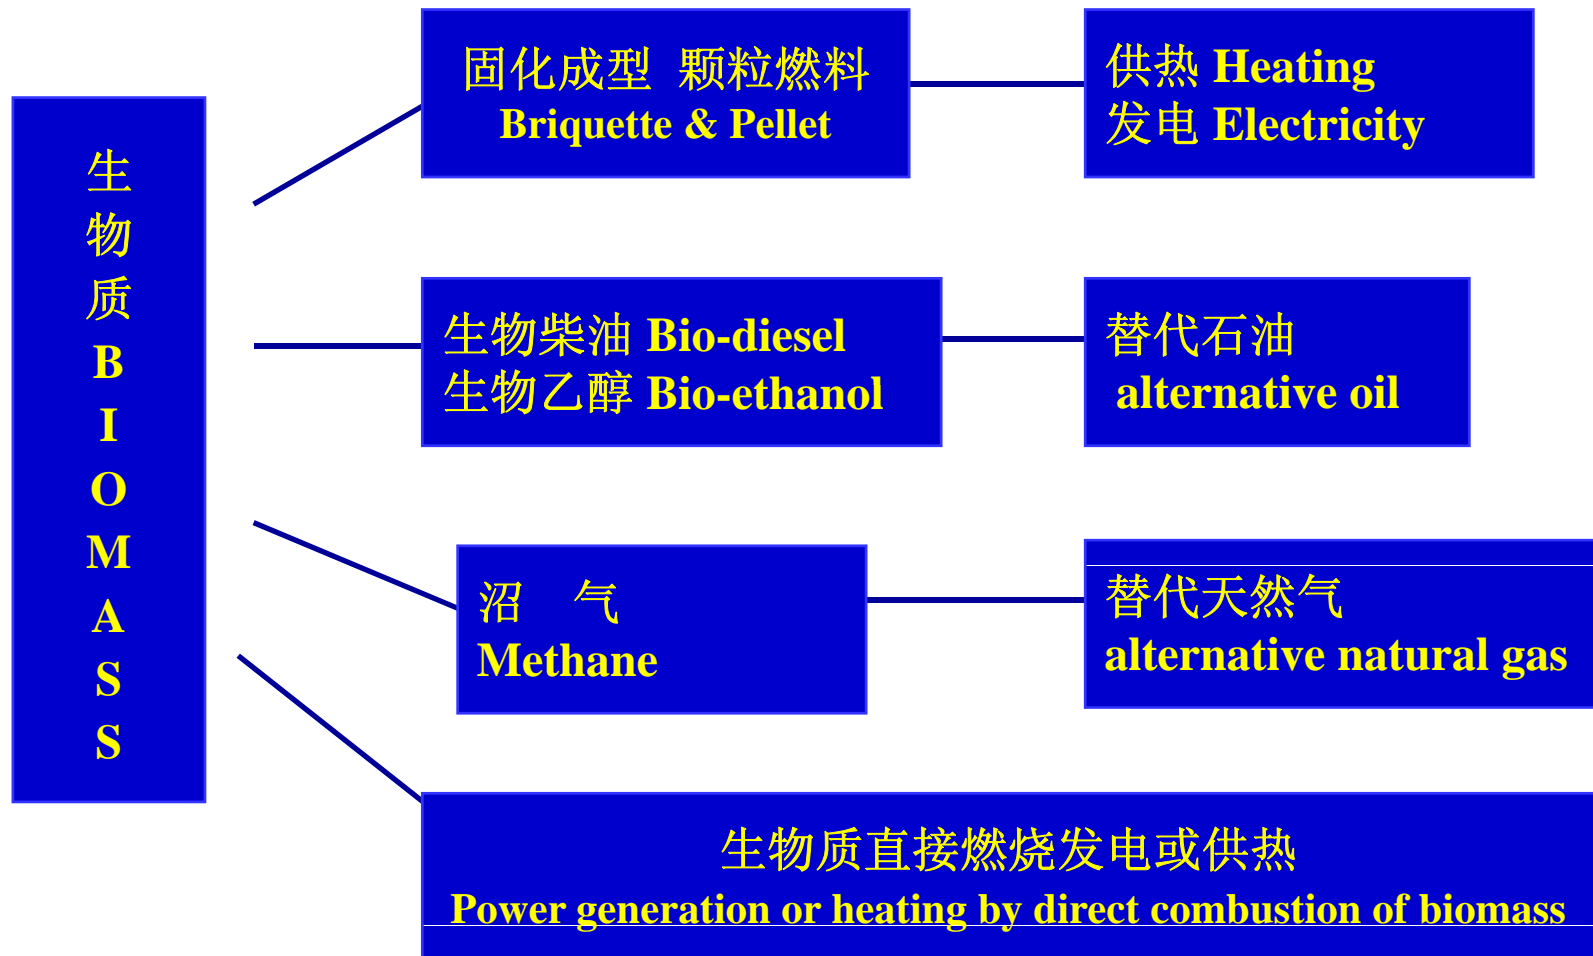 生
物
质
B
I
O
M
A
S
S
固化成型 颗粒燃料
Briquette & Pellet
供热 Heating
发电 Electricity
生物柴油 Bio-diesel
生物乙醇 Bio-ethanol
替代石油
alternative oil
沼 气
Methane
替代天然气
alternative natural gas
生物质直接燃烧发电或供热
Power generation or heating by direct combustion of biomass